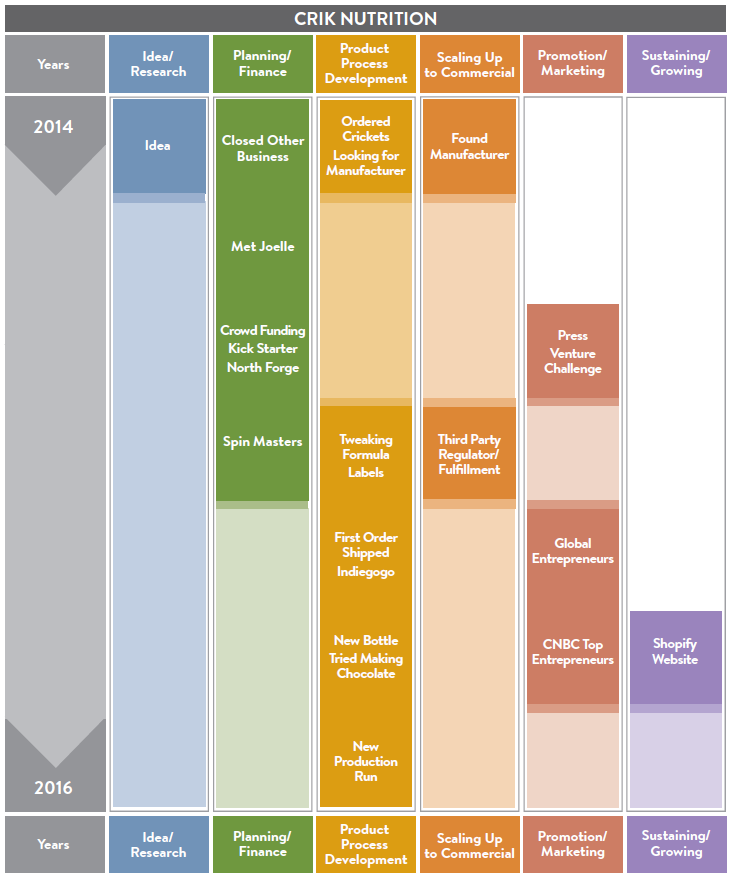 CRIK NUTRITION
Years
Idea/
Research
Planning/
Finance
Product
Process
Development
Scaling Up
to Commercial
Promotion/
Marketing
Sustaining/
Growing
2014
Idea
Closed Other
Business
Ordered
Crickets
Looking for
Manufacturer
Found
Manufacturer
Met Joelle
Crowd Funding
Kick Starter
North Forge
Press
Venture
Challenge
Spin Masters
Tweaking
Formula
Labels
Third Party
Regulator/
Fulfillment
First Order
Shipped
Indiegogo
Global
Entrepreneurs
New Bottle
Tried Making
Chocolate
CNBC Top
Entrepreneurs
Shopify
Website
New
Production
Run
2016
Years
Idea/
Research
Planning/
Finance
Product
Process
Development
Scaling Up
to Commercial
Promotion/
Marketing
Sustaining/
Growing